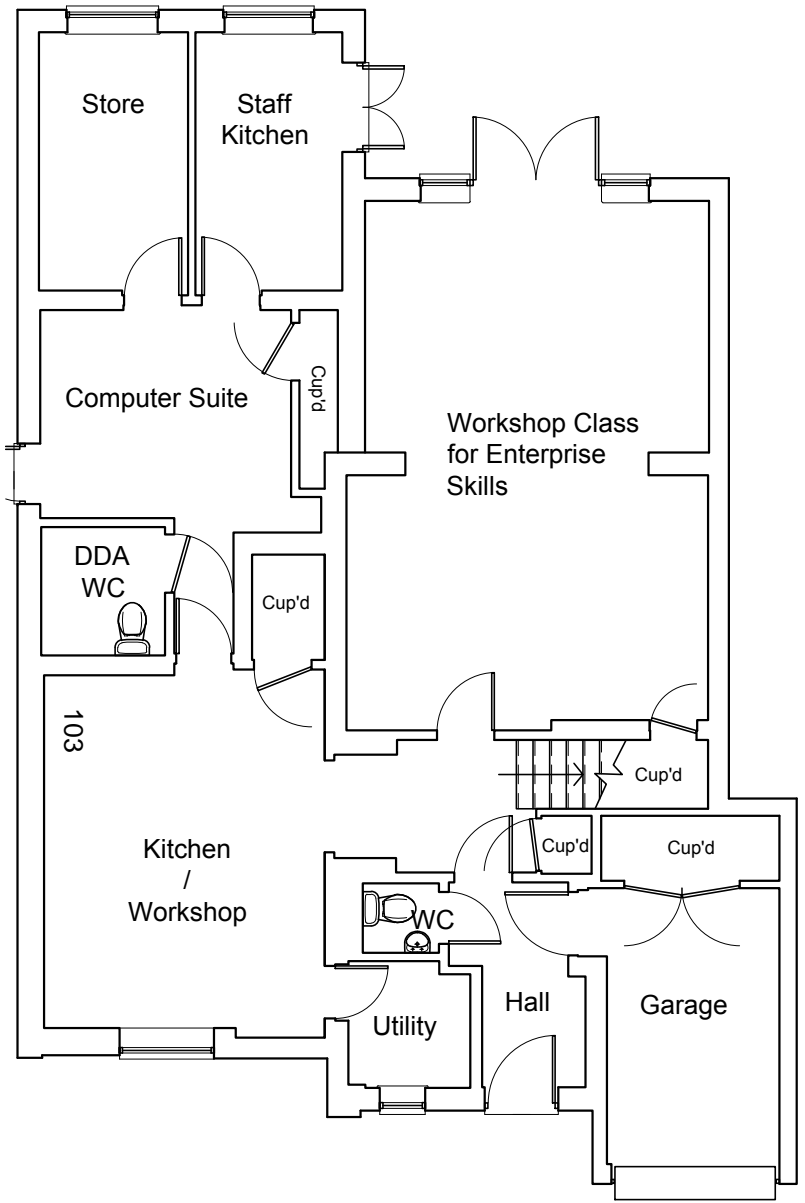 Store
Staff
Kitchen
Computer Suite
Cup'd
Workshop Class
for Enterprise
Skills
DDA
WC
Cup'd
103
Cup'd
Kitchen
/
Workshop
Cup'd
Cup'd
WC
Hall
Garage
Utility